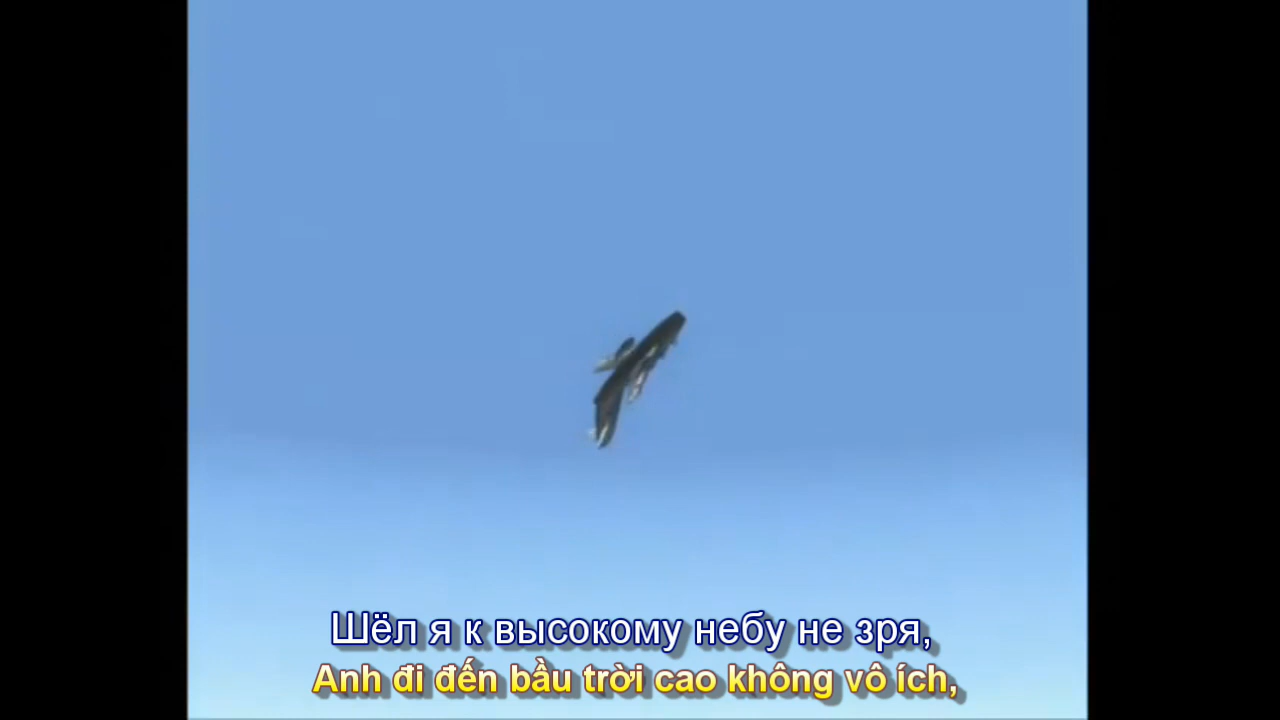 Шёл я к высокому небу не зря,
Anh đi đến bầu trời cao không vô ích,